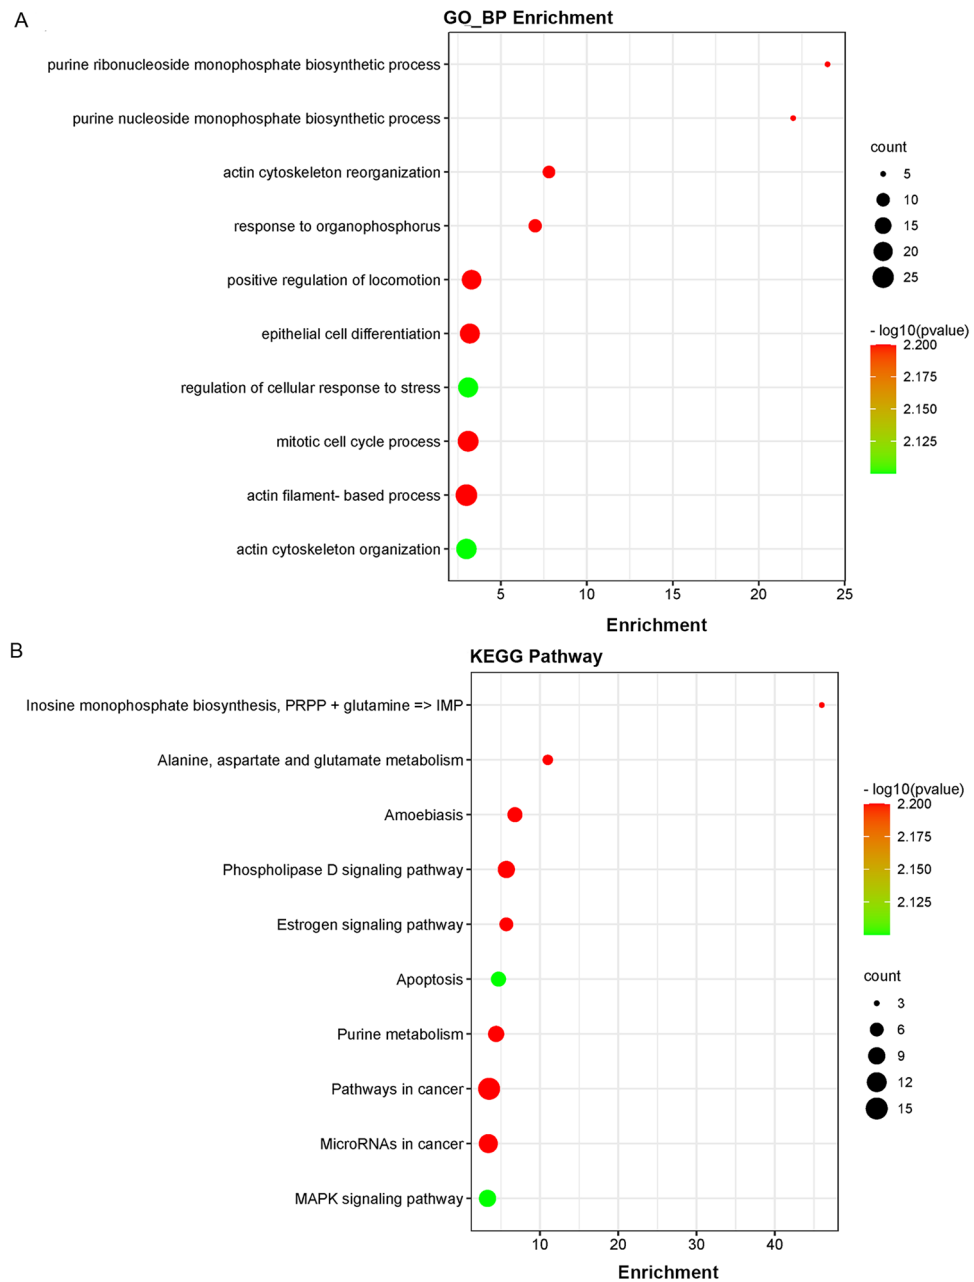 A
GO_BP Enrichment
purine ribonucleoside monophosphate biosynthetic process
purine nucleoside monophosphate biosynthetic process
actin cytoskeleton reorganization
response to organophosphorus
positive regulation of locomotion
epithelial cell differentiation
regulation of cellular response to stress
mitotic cell cycle process
actin filament- based process
actin cytoskeleton organization
5 10 15 20 25
Enrichment
count
5
10
15
20
25
- log10(pvalue)
2.200
2.175
2.150
2.125
B
KEGG Pathway
Inosine monophosphate biosynthesis, PRPP + glutamine => IMP
Alanine, aspartate and glutamate metabolism
Amoebiasis
Phospholipase D signaling pathway
Estrogen signaling pathway
Apoptosis
Purine metabolism
Pathways in cancer
MicroRNAs in cancer
MAPK signaling pathway
10 20 30 40
Enrichment
- log10(pvalue)
2.200
2.175
2.150
2.125
count
3
6
9
12
15